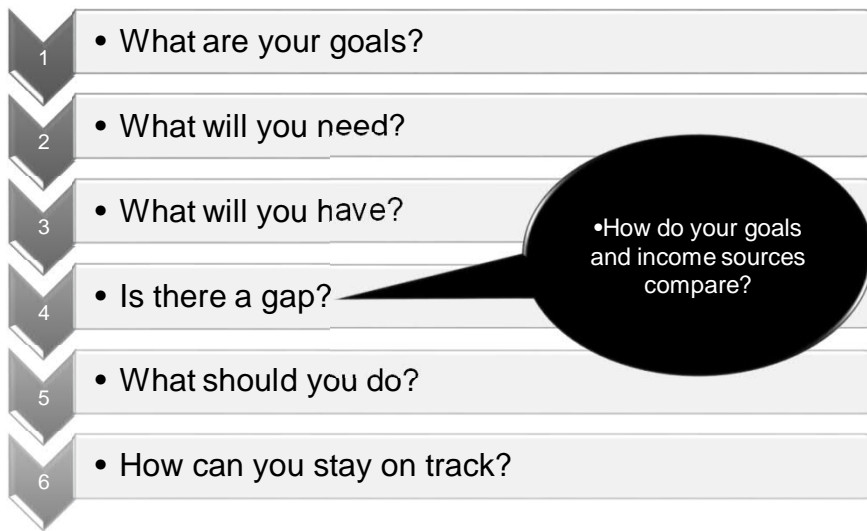 1 • What are your goals?
2 • What will you need?
3 • What will you have?
4 • Is there a gap?
•How do your goals
and income sources
compare?
5 • What should you do?
6 • How can you stay on track?